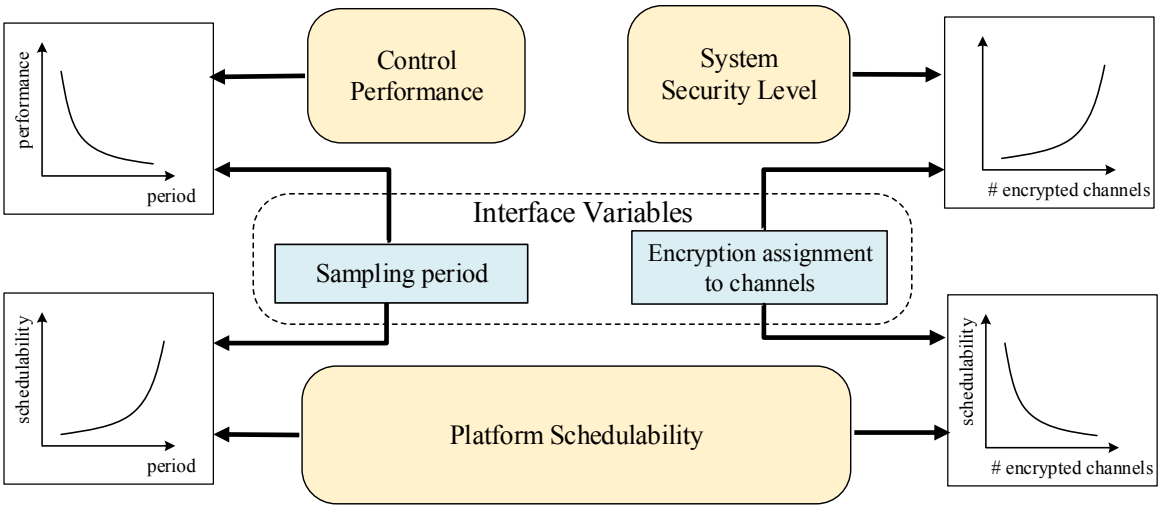 performance
period
Control
Performance
System
Security Level
# encrypted channels
Interface Variables
Sampling period
Encryption assignment
to channels
schedulability
period
Platform Schedulability
schedulability
# encrypted channels